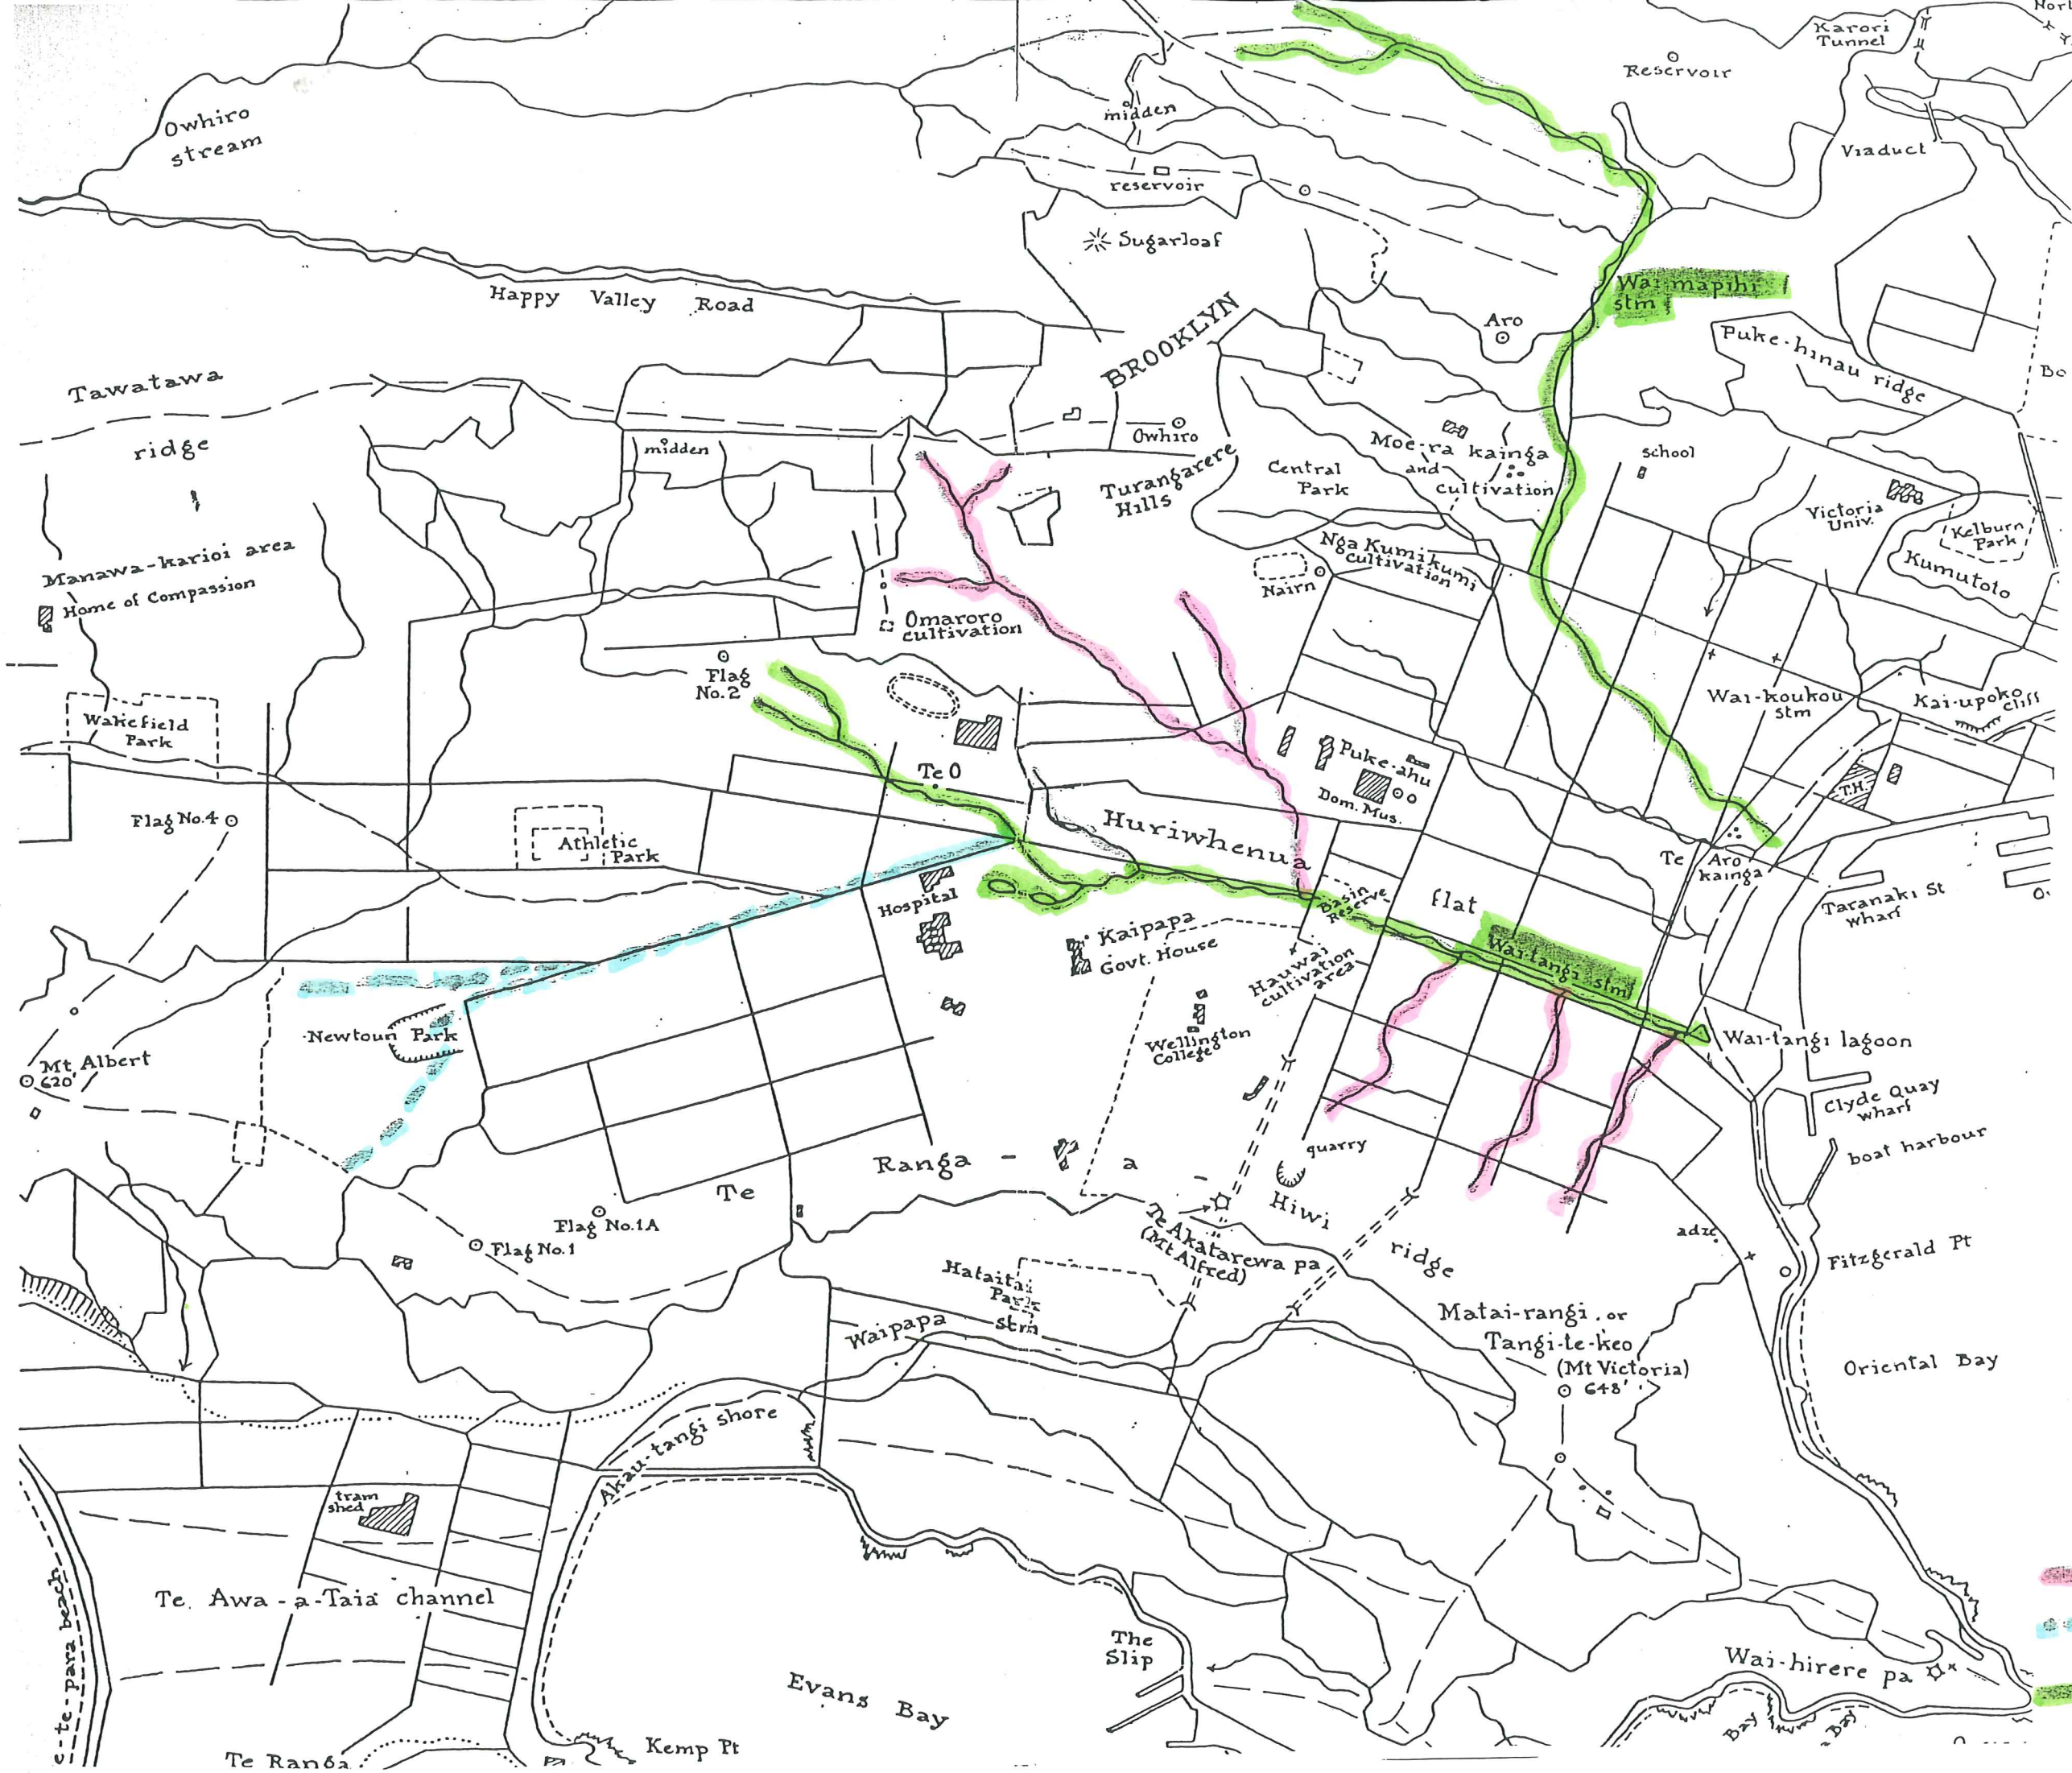 Nort
Karori
Tunnel
Reservoir
midden
Owhiro
stream
Viaduct
reservoir
Sugarloaf
Wai-mapihi
stm
Happy Valley Road
Aro
BROOKLYN
Puke-hinau ridge
Bo
Tawatawa
ridge
Owhiro
midden
Moe-ra kainga
and
cultivation
school
Turangarere
Hills
Central
Park
Victoria
Univ.
Kelburn
Park
Kumutoto
Manawa-karioi area
Home of Compassion
Nga Kumikumi
cultivation
Nairn
Omaroro
cultivation
Flag
No.2
Wakefield
Park
Wai-koukou
stm
Kai-upoko
cliff
Te O
Puke-ahu
Dom. Mus.
T.H.
Flag No.4
Athletic
Park
Huriwhenua
flat
Te Aro
kainga
Taranaki St
wharf
O.
Hospital
Basin
Reserve
Kaipapa
Govt. House
Hauwai
cultivation
area
Wai-tangi stm
Newtown Park
Wellington
College
Wai-tangi lagoon
Mt Albert
620'
Clyde Quay
wharf
boat harbour
quarry
Te Ranga - a - Hiwi ridge
Flag No.1A
Flag No.1
Te Akatarewa pa
(Mt Alfred)
adze
Fitzgerald Pt
Hataitai
Park
Waipapa stm
Matai-rangi or
Tangi-te-keo
(Mt Victoria)
648'
Oriental Bay
Akau-tangi shore
tram
shed
Te Awa-a-Taia channel
e-te-para beach
The
Slip
Evans Bay
Wai-hirere pa
Bay
Bay
Kemp Pt
Te Ranga